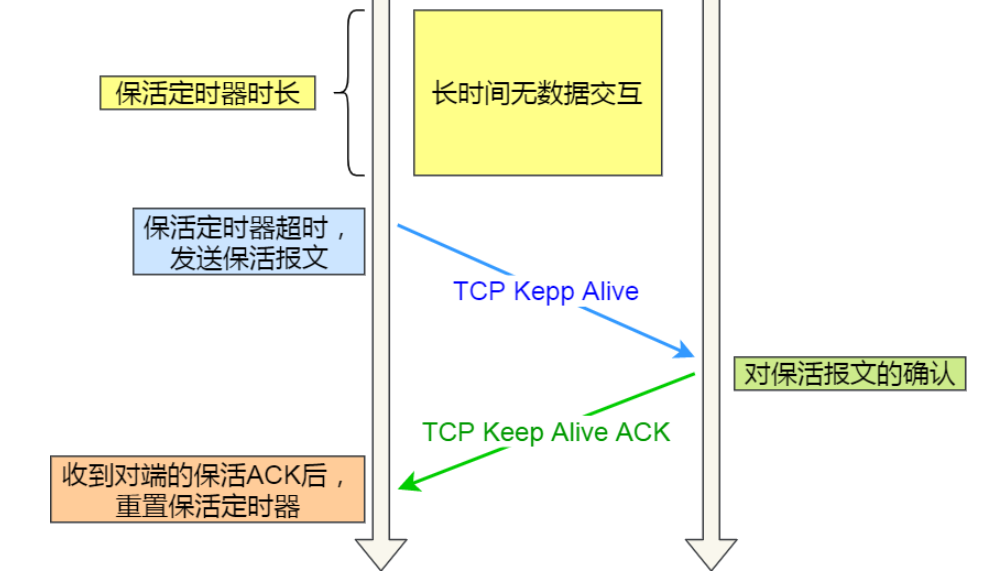 保活定时器时长
长时间无数据交互
保活定时器超时，
发送保活报文
TCP Kepp Alive
对保活报文的确认
TCP Keep Alive ACK
收到对端的保活ACK后，
重置保活定时器